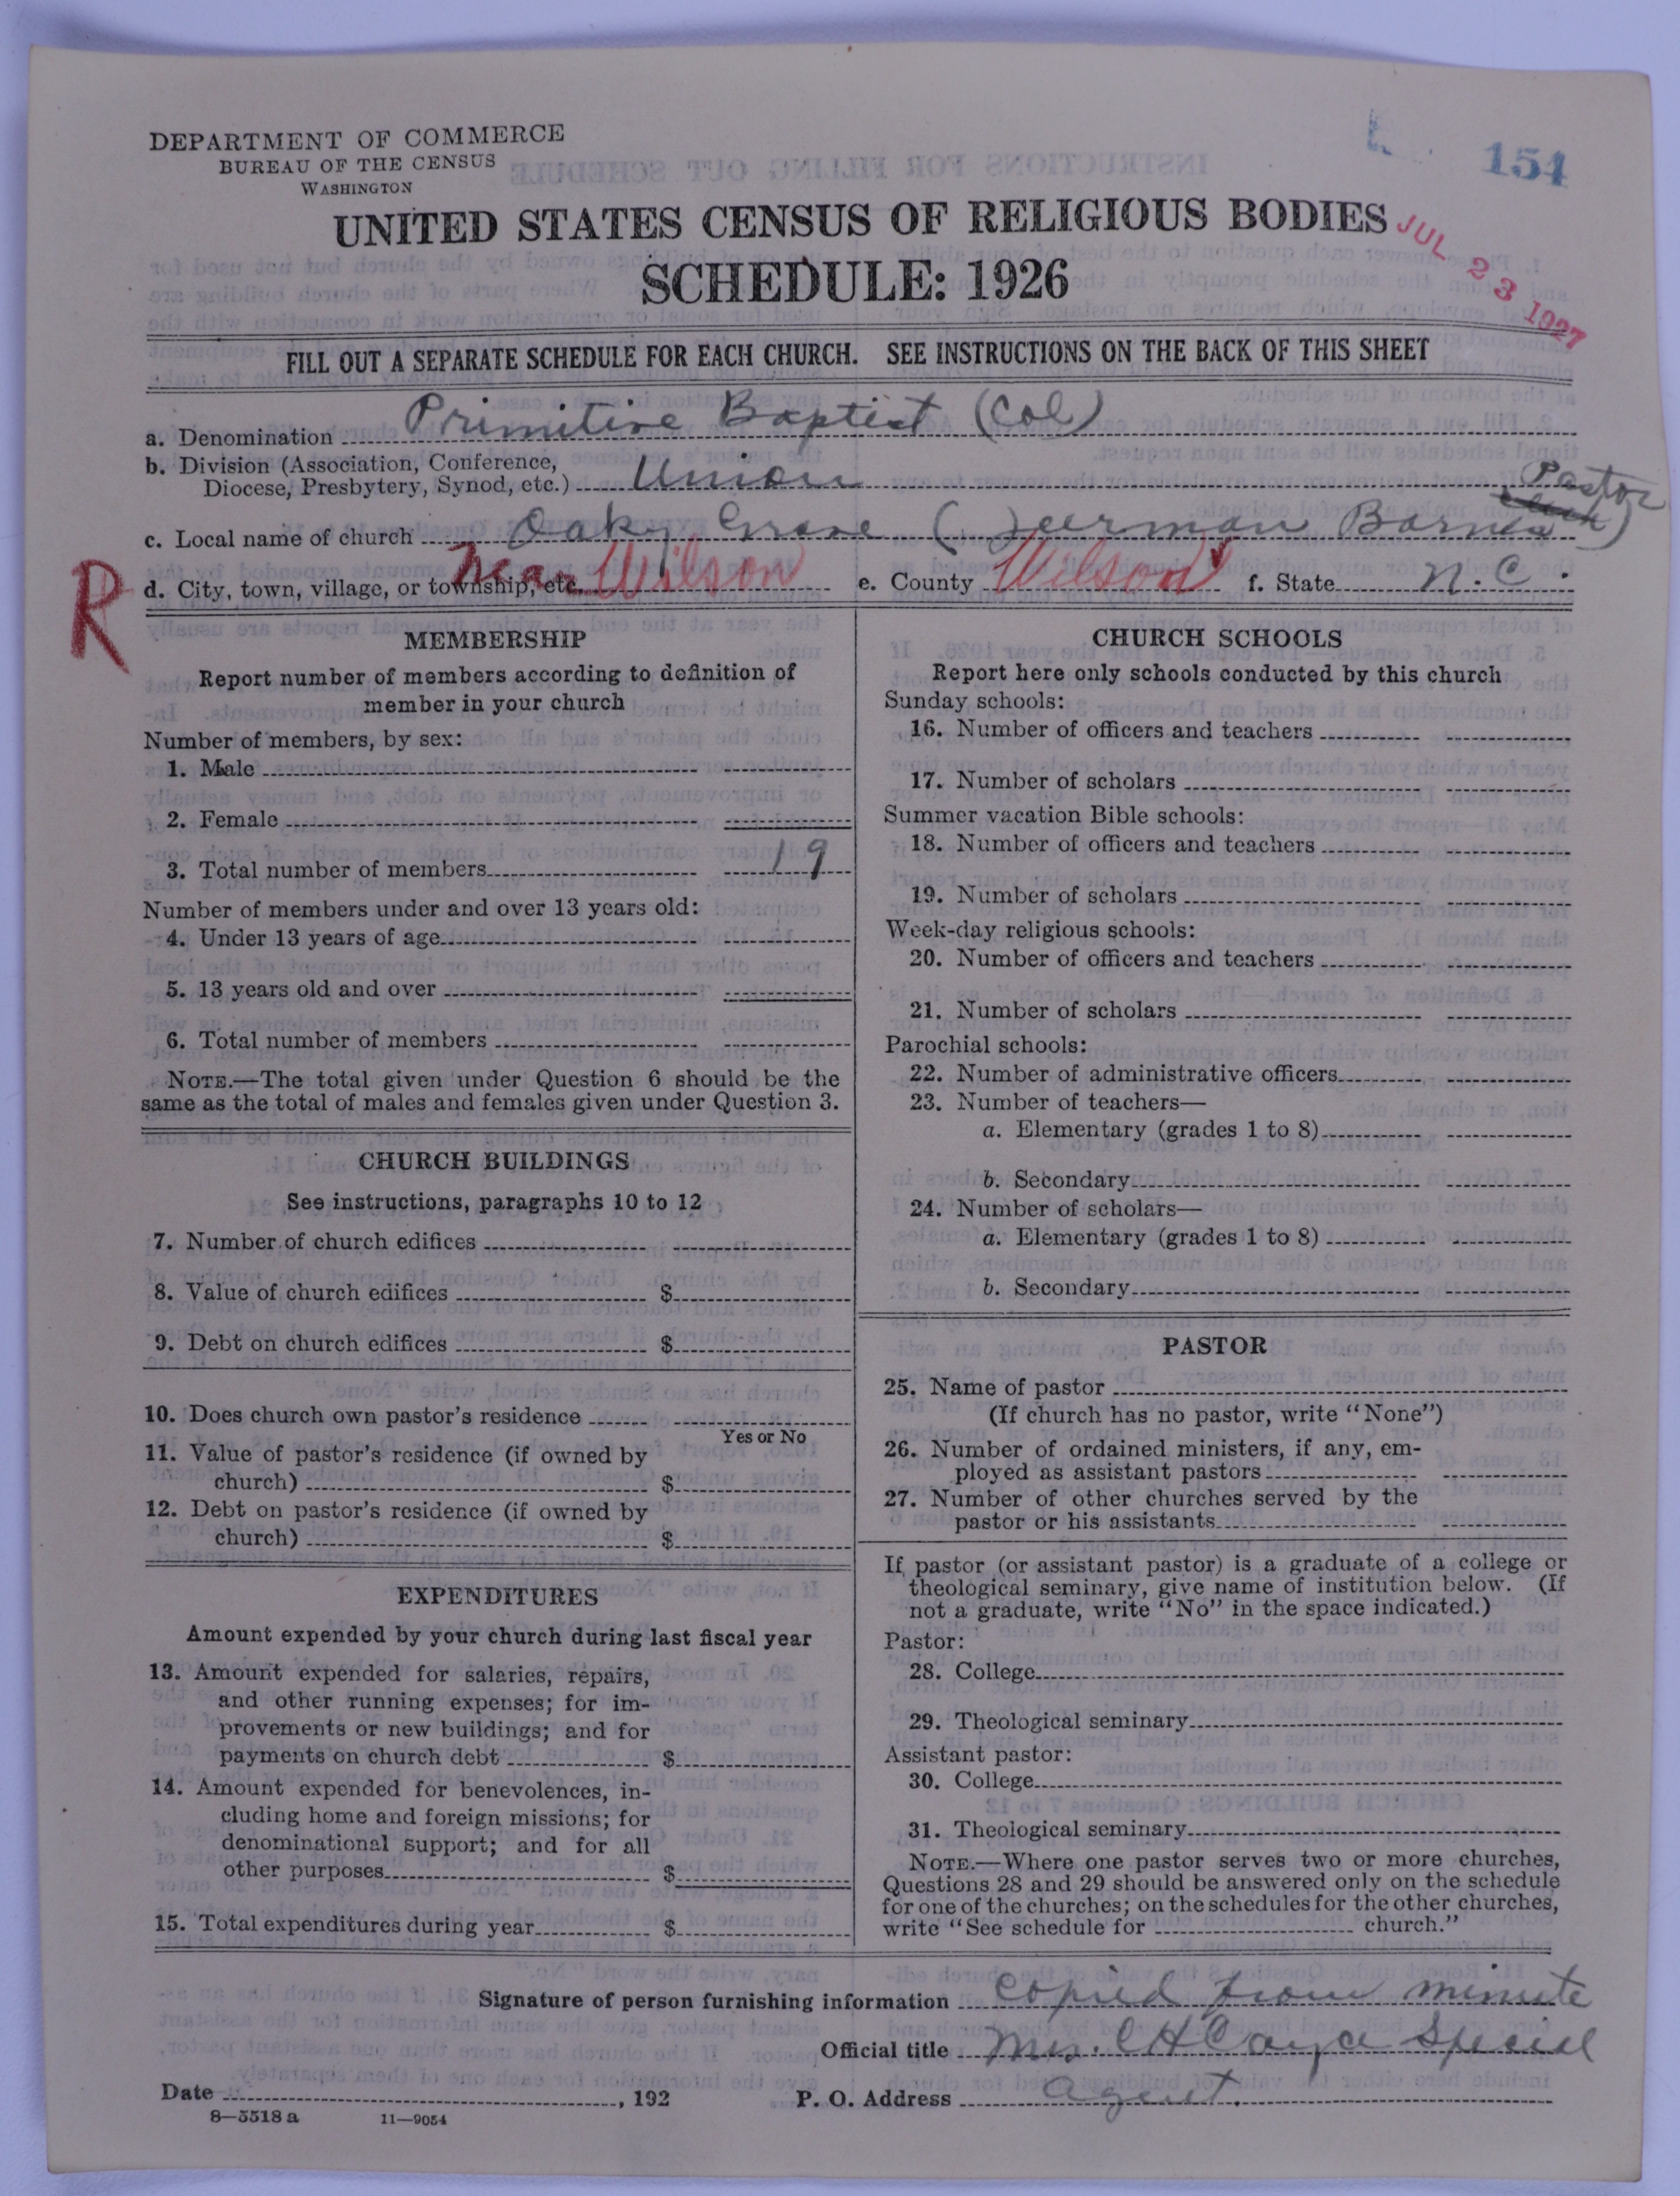 DEPARTMENT OF COMMERCE
BUREAU OF THE CENSUS
WASHINGTON
154
UNITED STATES CENSUS OF RELIGIOUS BODIES
JUL 23 1927
SCHEDULE: 1926
FILL OUT A SEPARATE SCHEDULE FOR EACH CHURCH. SEE INSTRUCTIONS ON THE BACK OF THIS SHEET
a. Denomination Primitive Baptist (Col)
b. Division (Association, Conference,
Diocese, Presbytery, Synod, etc.) Union
Pastor
c. Local name of church Oaky Grove ( Jerman Barnes )
R
d. City, town, village, or township, etc. near Wilson e. County Wilson f. State N.C.
MEMBERSHIP
Report number of members according to definition of
member in your church
Number of members, by sex:
1. Male
2. Female
3. Total number of members 19
Number of members under and over 13 years old:
4. Under 13 years of age
5. 13 years old and over
6. Total number of members
NOTE.—The total given under Question 6 should be the
same as the total of males and females given under Question 3.
CHURCH BUILDINGS
See instructions, paragraphs 10 to 12
7. Number of church edifices
8. Value of church edifices $
9. Debt on church edifices $
10. Does church own pastor's residence
Yes or No
11. Value of pastor's residence (if owned by
church) $
12. Debt on pastor's residence (if owned by
church) $
EXPENDITURES
Amount expended by your church during last fiscal year
13. Amount expended for salaries, repairs,
and other running expenses; for im-
provements or new buildings; and for
payments on church debt $
14. Amount expended for benevolences, in-
cluding home and foreign missions; for
denominational support; and for all
other purposes $
15. Total expenditures during year $
CHURCH SCHOOLS
Report here only schools conducted by this church
Sunday schools:
16. Number of officers and teachers
17. Number of scholars
Summer vacation Bible schools:
18. Number of officers and teachers
19. Number of scholars
Week-day religious schools:
20. Number of officers and teachers
21. Number of scholars
Parochial schools:
22. Number of administrative officers
23. Number of teachers—
a. Elementary (grades 1 to 8)
b. Secondary
24. Number of scholars—
a. Elementary (grades 1 to 8)
b. Secondary
PASTOR
25. Name of pastor
(If church has no pastor, write "None")
26. Number of ordained ministers, if any, em-
ployed as assistant pastors
27. Number of other churches served by the
pastor or his assistants
If pastor (or assistant pastor) is a graduate of a college or
theological seminary, give name of institution below. (If
not a graduate, write "No" in the space indicated.)
Pastor:
28. College
29. Theological seminary
Assistant pastor:
30. College
31. Theological seminary
NOTE.—Where one pastor serves two or more churches,
Questions 28 and 29 should be answered only on the schedule
for one of the churches; on the schedules for the other churches,
write "See schedule for church."
Signature of person furnishing information Copied from minute
Official title Mrs. C H Special
Date , 192 P. O. Address agent.
8—5518 a 11—9054